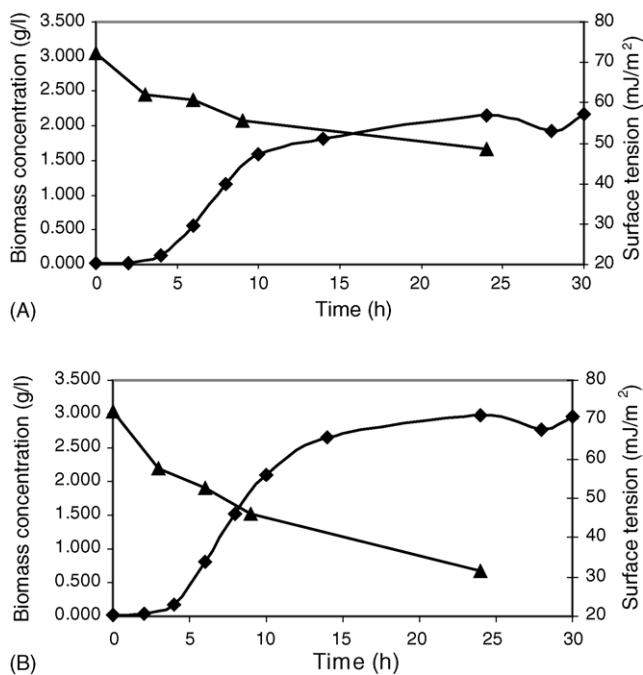 3.500 80
3.000 70
2.500 60
2.000 50
1.500 40
1.000 30
0.500 20
0.000
Biomass concentration (g/l)
Surface tension (mJ/m²)
0 5 10 15 20 25 30
Time (h)
(A)
3.500 80
3.000 70
2.500 60
2.000 50
1.500 40
1.000 30
0.500 20
0.000
Biomass concentration (g/l)
Surface tension (mJ/m²)
0 5 10 15 20 25 30
Time (h)
(B)